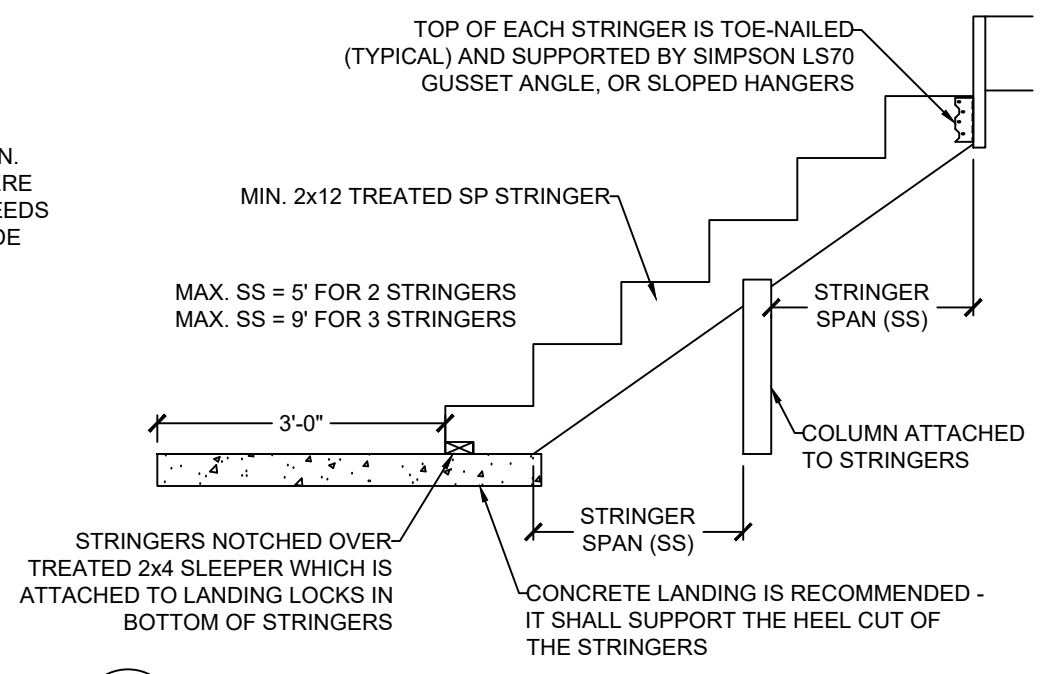 TOP OF EACH STRINGER IS TOE-NAILED
(TYPICAL) AND SUPPORTED BY SIMPSON LS70
GUSSET ANGLE, OR SLOPED HANGERS
N.
ERE
EEDS
DE
MIN. 2x12 TREATED SP STRINGER
MAX. SS = 5' FOR 2 STRINGERS
MAX. SS = 9' FOR 3 STRINGERS
STRINGER
SPAN (SS)
3'-0"
COLUMN ATTACHED
TO STRINGERS
STRINGER
SPAN (SS)
STRINGERS NOTCHED OVER
TREATED 2x4 SLEEPER WHICH IS
ATTACHED TO LANDING LOCKS IN
BOTTOM OF STRINGERS
CONCRETE LANDING IS RECOMMENDED -
IT SHALL SUPPORT THE HEEL CUT OF
THE STRINGERS